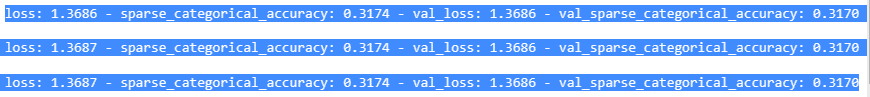 loss: 1.3686 - sparse_categorical_accuracy: 0.3174 - val_loss: 1.3686 - val_sparse_categorical_accuracy: 0.3170
loss: 1.3687 - sparse_categorical_accuracy: 0.3174 - val_loss: 1.3686 - val_sparse_categorical_accuracy: 0.3170
loss: 1.3687 - sparse_categorical_accuracy: 0.3174 - val_loss: 1.3686 - val_sparse_categorical_accuracy: 0.3170